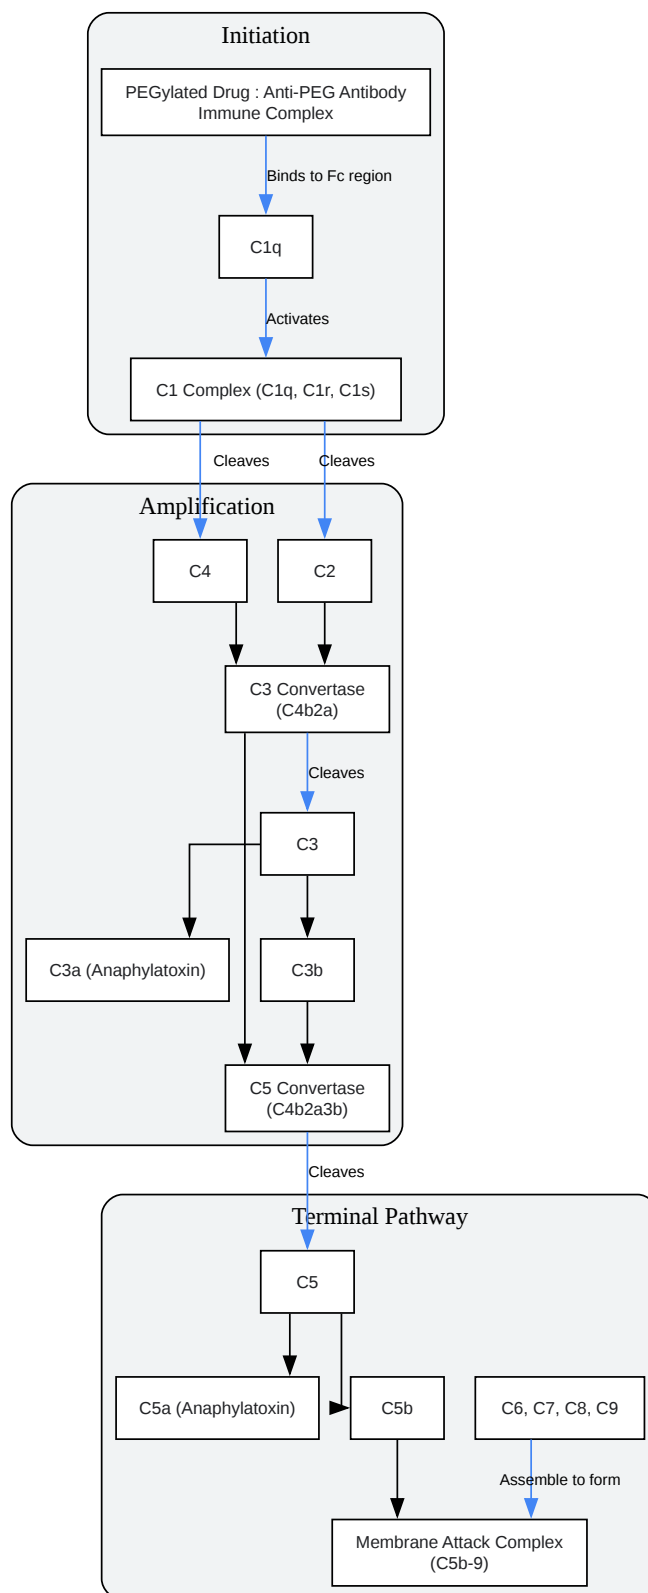 Initiation
PEGylated Drug : Anti-PEG Antibody
Immune Complex
Binds to Fc region
C1q
Activates
C1 Complex (C1q, C1r, C1s)
Cleaves
Cleaves
Amplification
C4
C2
C3 Convertase
(C4b2a)
Cleaves
C3
C3a (Anaphylatoxin)
C3b
C5 Convertase
(C4b2a3b)
Cleaves
Terminal Pathway
C5
C5a (Anaphylatoxin)
C5b
C6, C7, C8, C9
Assemble to form
Membrane Attack Complex
(C5b-9)